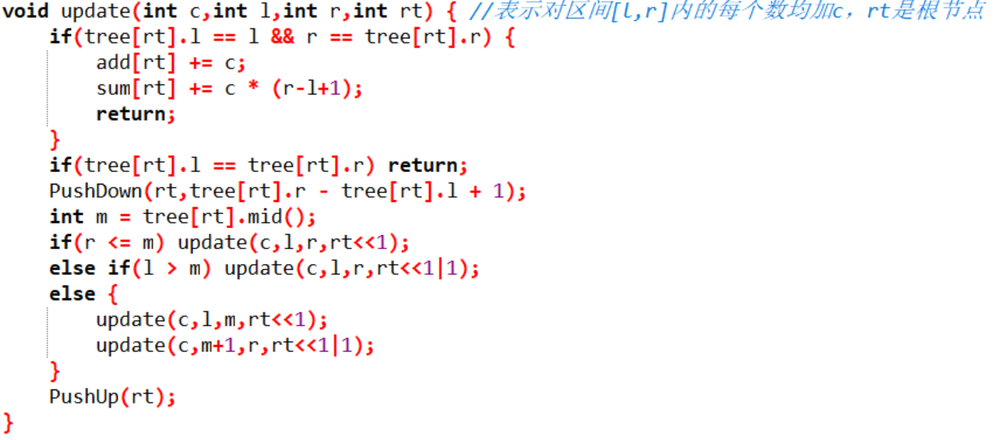 void update(int c,int l,int r,int rt) { //表示对区间[l,r]内的每个数均加c，rt是根节点
    if(tree[rt].l == l && r == tree[rt].r) {
        add[rt] += c;
        sum[rt] += c * (r-l+1);
        return;
    }
    if(tree[rt].l == tree[rt].r) return;
    PushDown(rt,tree[rt].r - tree[rt].l + 1);
    int m = tree[rt].mid();
    if(r <= m) update(c,l,r,rt<<1);
    else if(l > m) update(c,l,r,rt<<1|1);
    else {
        update(c,l,m,rt<<1);
        update(c,m+1,r,rt<<1|1);
    }
    PushUp(rt);
}